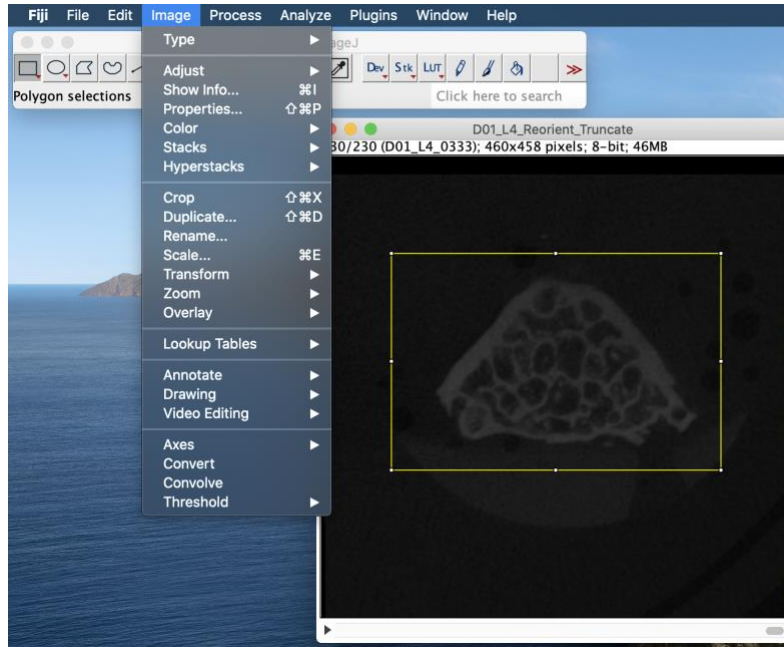 Fiji File Edit Image Process Analyze Plugins Window Help
Type
Adjust
Show Info... ⌘I
Properties... ⇧⌘P
Color
Stacks
Hyperstacks
Crop ⇧⌘X
Duplicate... ⇧⌘D
Rename...
Scale... ⌘E
Transform
Zoom
Overlay
Lookup Tables
Annotate
Drawing
Video Editing
Axes
Convert
Convolve
Threshold
Dev Stk LUT
Polygon selections
Click here to search
D01_L4_Reorient_Truncate
/230 (D01_L4_0333); 460x458 pixels; 8-bit; 46MB